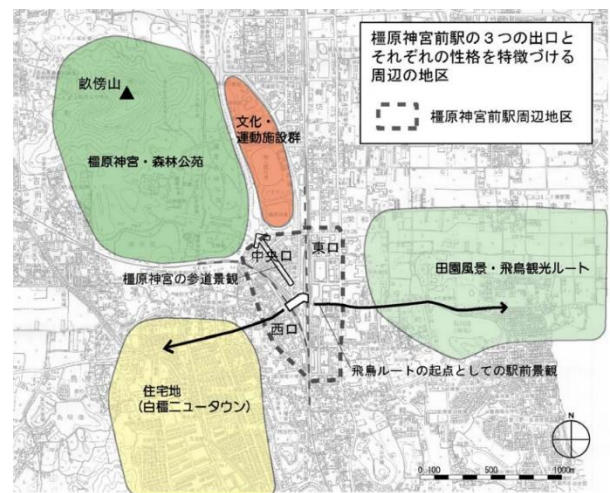 橿原神宮前駅の３つの出口と
それぞれの性格を特徴づける
周辺の地区
橿原神宮前駅周辺地区
畝傍山
文化・
運動施設群
橿原神宮・森林公苑
中央口
東口
田園風景・飛鳥観光ルート
橿原神宮の参道景観
西口
飛鳥ルートの起点としての駅前景観
住宅地
（白橿ニュータウン）
N
0 100 500 1000m